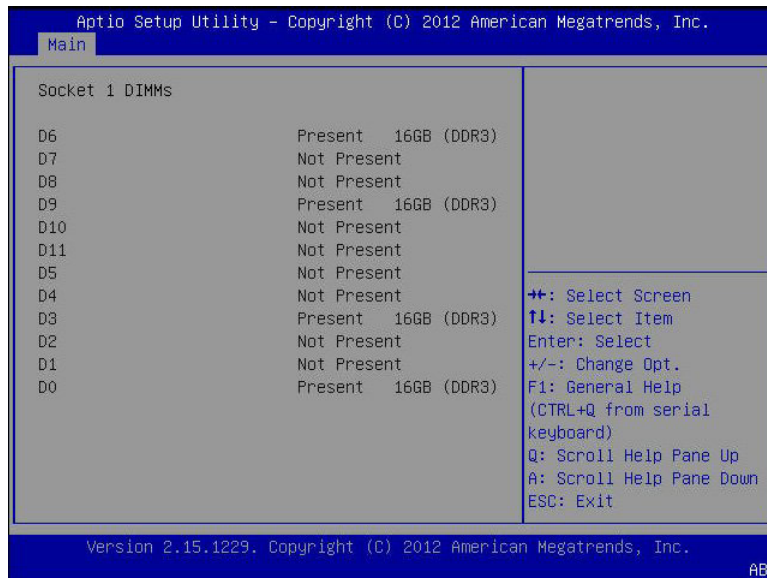 Aptio Setup Utility – Copyright (C) 2012 American Megatrends, Inc.
Main
Socket 1 DIMMs
D6 Present 16GB (DDR3)
D7 Not Present
D8 Not Present
D9 Present 16GB (DDR3)
D10 Not Present
D11 Not Present
D5 Not Present
D4 Not Present
D3 Present 16GB (DDR3)
D2 Not Present
D1 Not Present
D0 Present 16GB (DDR3)
→←: Select Screen
↑↓: Select Item
Enter: Select
+/-: Change Opt.
F1: General Help
(CTRL+Q from serial
keyboard)
Q: Scroll Help Pane Up
A: Scroll Help Pane Down
ESC: Exit
Version 2.15.1229. Copyright (C) 2012 American Megatrends, Inc.
AB